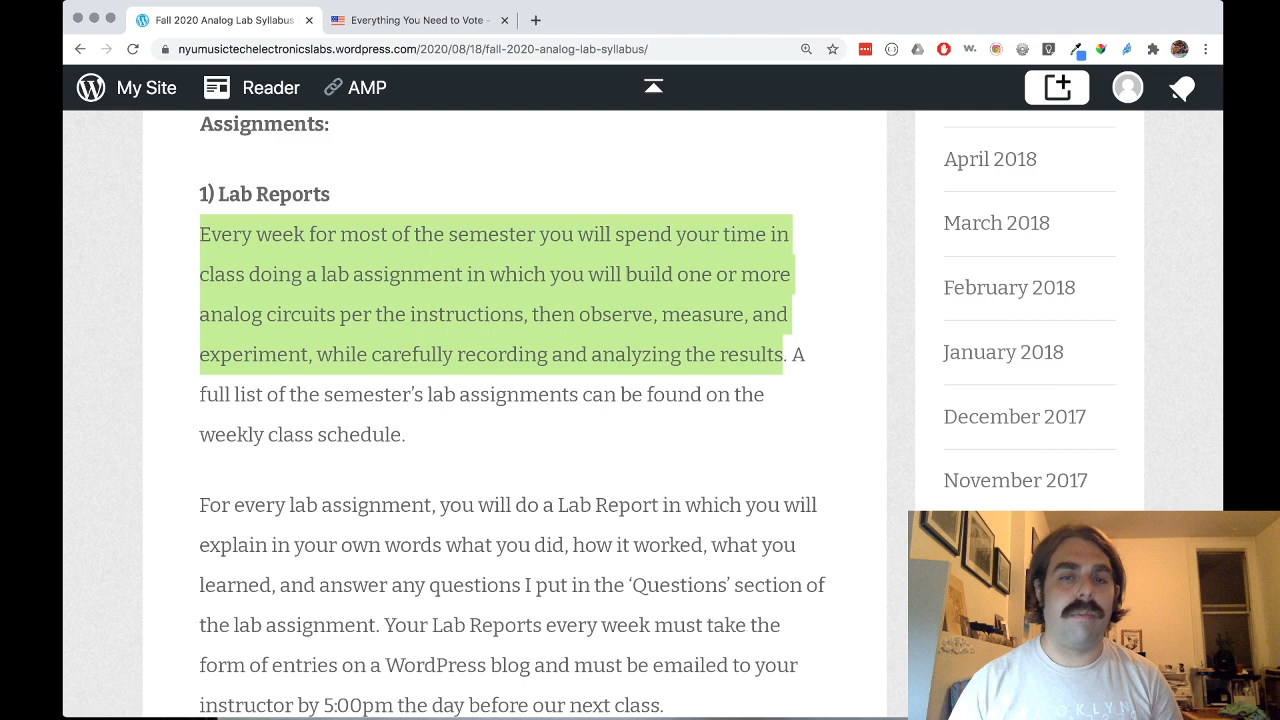 Fall 2020 Analog Lab Syllabus
Everything You Need to Vote -
nyumusictechelectronicslabs.wordpress.com/2020/08/18/fall-2020-analog-lab-syllabus/
My Site
Reader
AMP
Assignments:
1) Lab Reports
Every week for most of the semester you will spend your time in
class doing a lab assignment in which you will build one or more
analog circuits per the instructions, then observe, measure, and
experiment, while carefully recording and analyzing the results. A
full list of the semester’s lab assignments can be found on the
weekly class schedule.
For every lab assignment, you will do a Lab Report in which you will
explain in your own words what you did, how it worked, what you
learned, and answer any questions I put in the ‘Questions’ section of
the lab assignment. Your Lab Reports every week must take the
form of entries on a WordPress blog and must be emailed to your
instructor by 5:00pm the day before our next class.
April 2018
March 2018
February 2018
January 2018
December 2017
November 2017